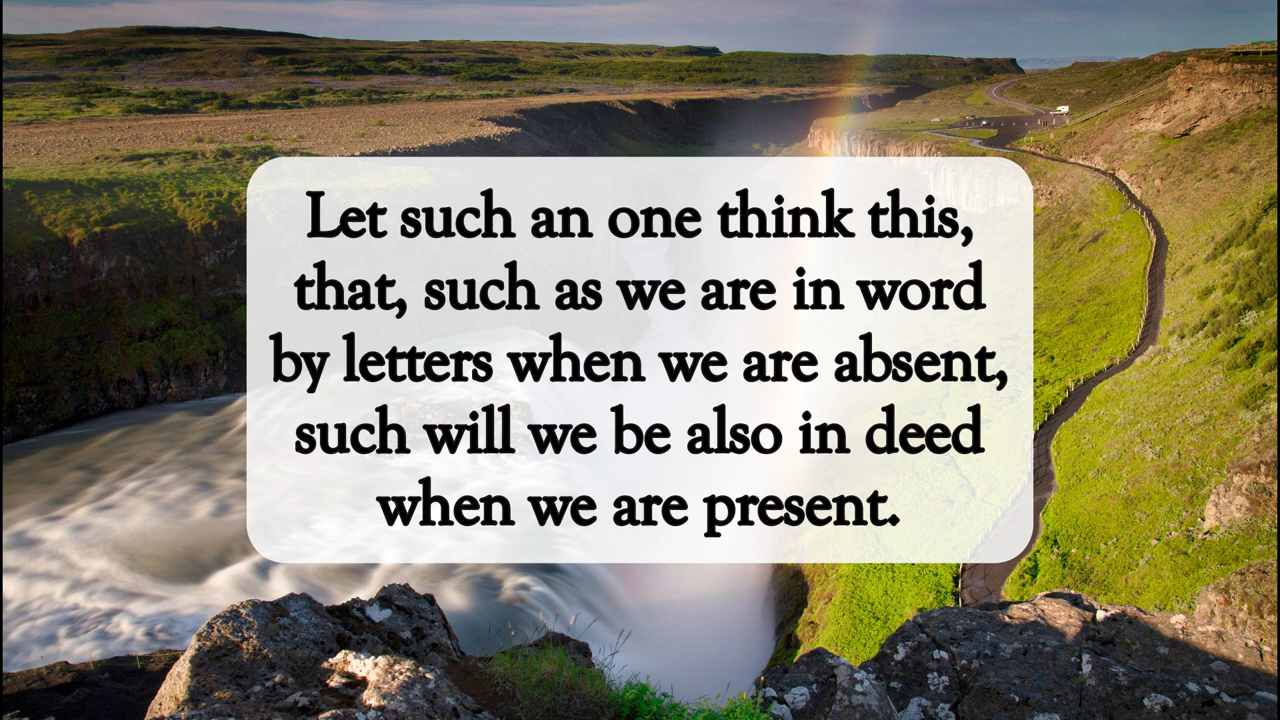 Let such an one think this,
that, such as we are in word
by letters when we are absent,
such will we be also in deed
when we are present.